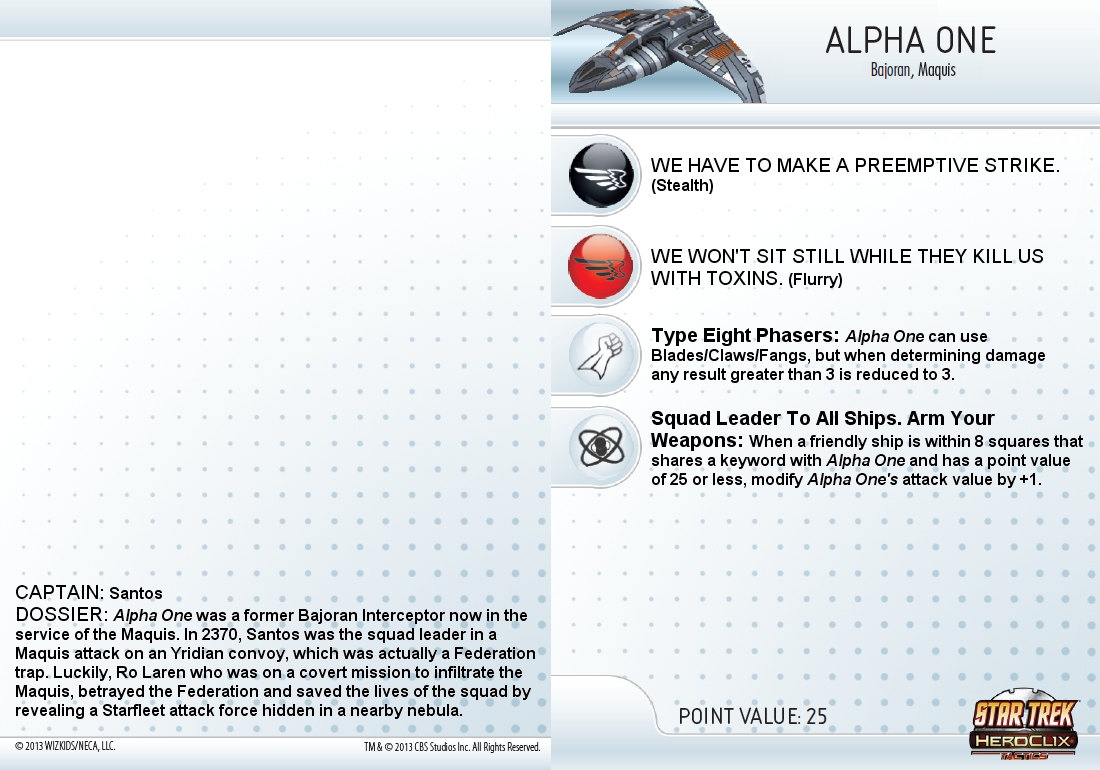 ALPHA ONE
Bajoran, Maquis
WE HAVE TO MAKE A PREEMPTIVE STRIKE.
(Stealth)
WE WON'T SIT STILL WHILE THEY KILL US
WITH TOXINS. (Flurry)
Type Eight Phasers: Alpha One can use
Blades/Claws/Fangs, but when determining damage
any result greater than 3 is reduced to 3.
Squad Leader To All Ships. Arm Your
Weapons: When a friendly ship is within 8 squares that
shares a keyword with Alpha One and has a point value
of 25 or less, modify Alpha One's attack value by +1.
CAPTAIN: Santos
DOSSIER: Alpha One was a former Bajoran Interceptor now in the
service of the Maquis. In 2370, Santos was the squad leader in a
Maquis attack on an Yridian convoy, which was actually a Federation
trap. Luckily, Ro Laren who was on a covert mission to infiltrate the
Maquis, betrayed the Federation and saved the lives of the squad by
revealing a Starfleet attack force hidden in a nearby nebula.
© 2013 WIZKIDS/NECA, LLC.
TM & © 2013 CBS Studios Inc. All Rights Reserved.
POINT VALUE: 25
STAR TREK
HEROCLIX
TACTICS